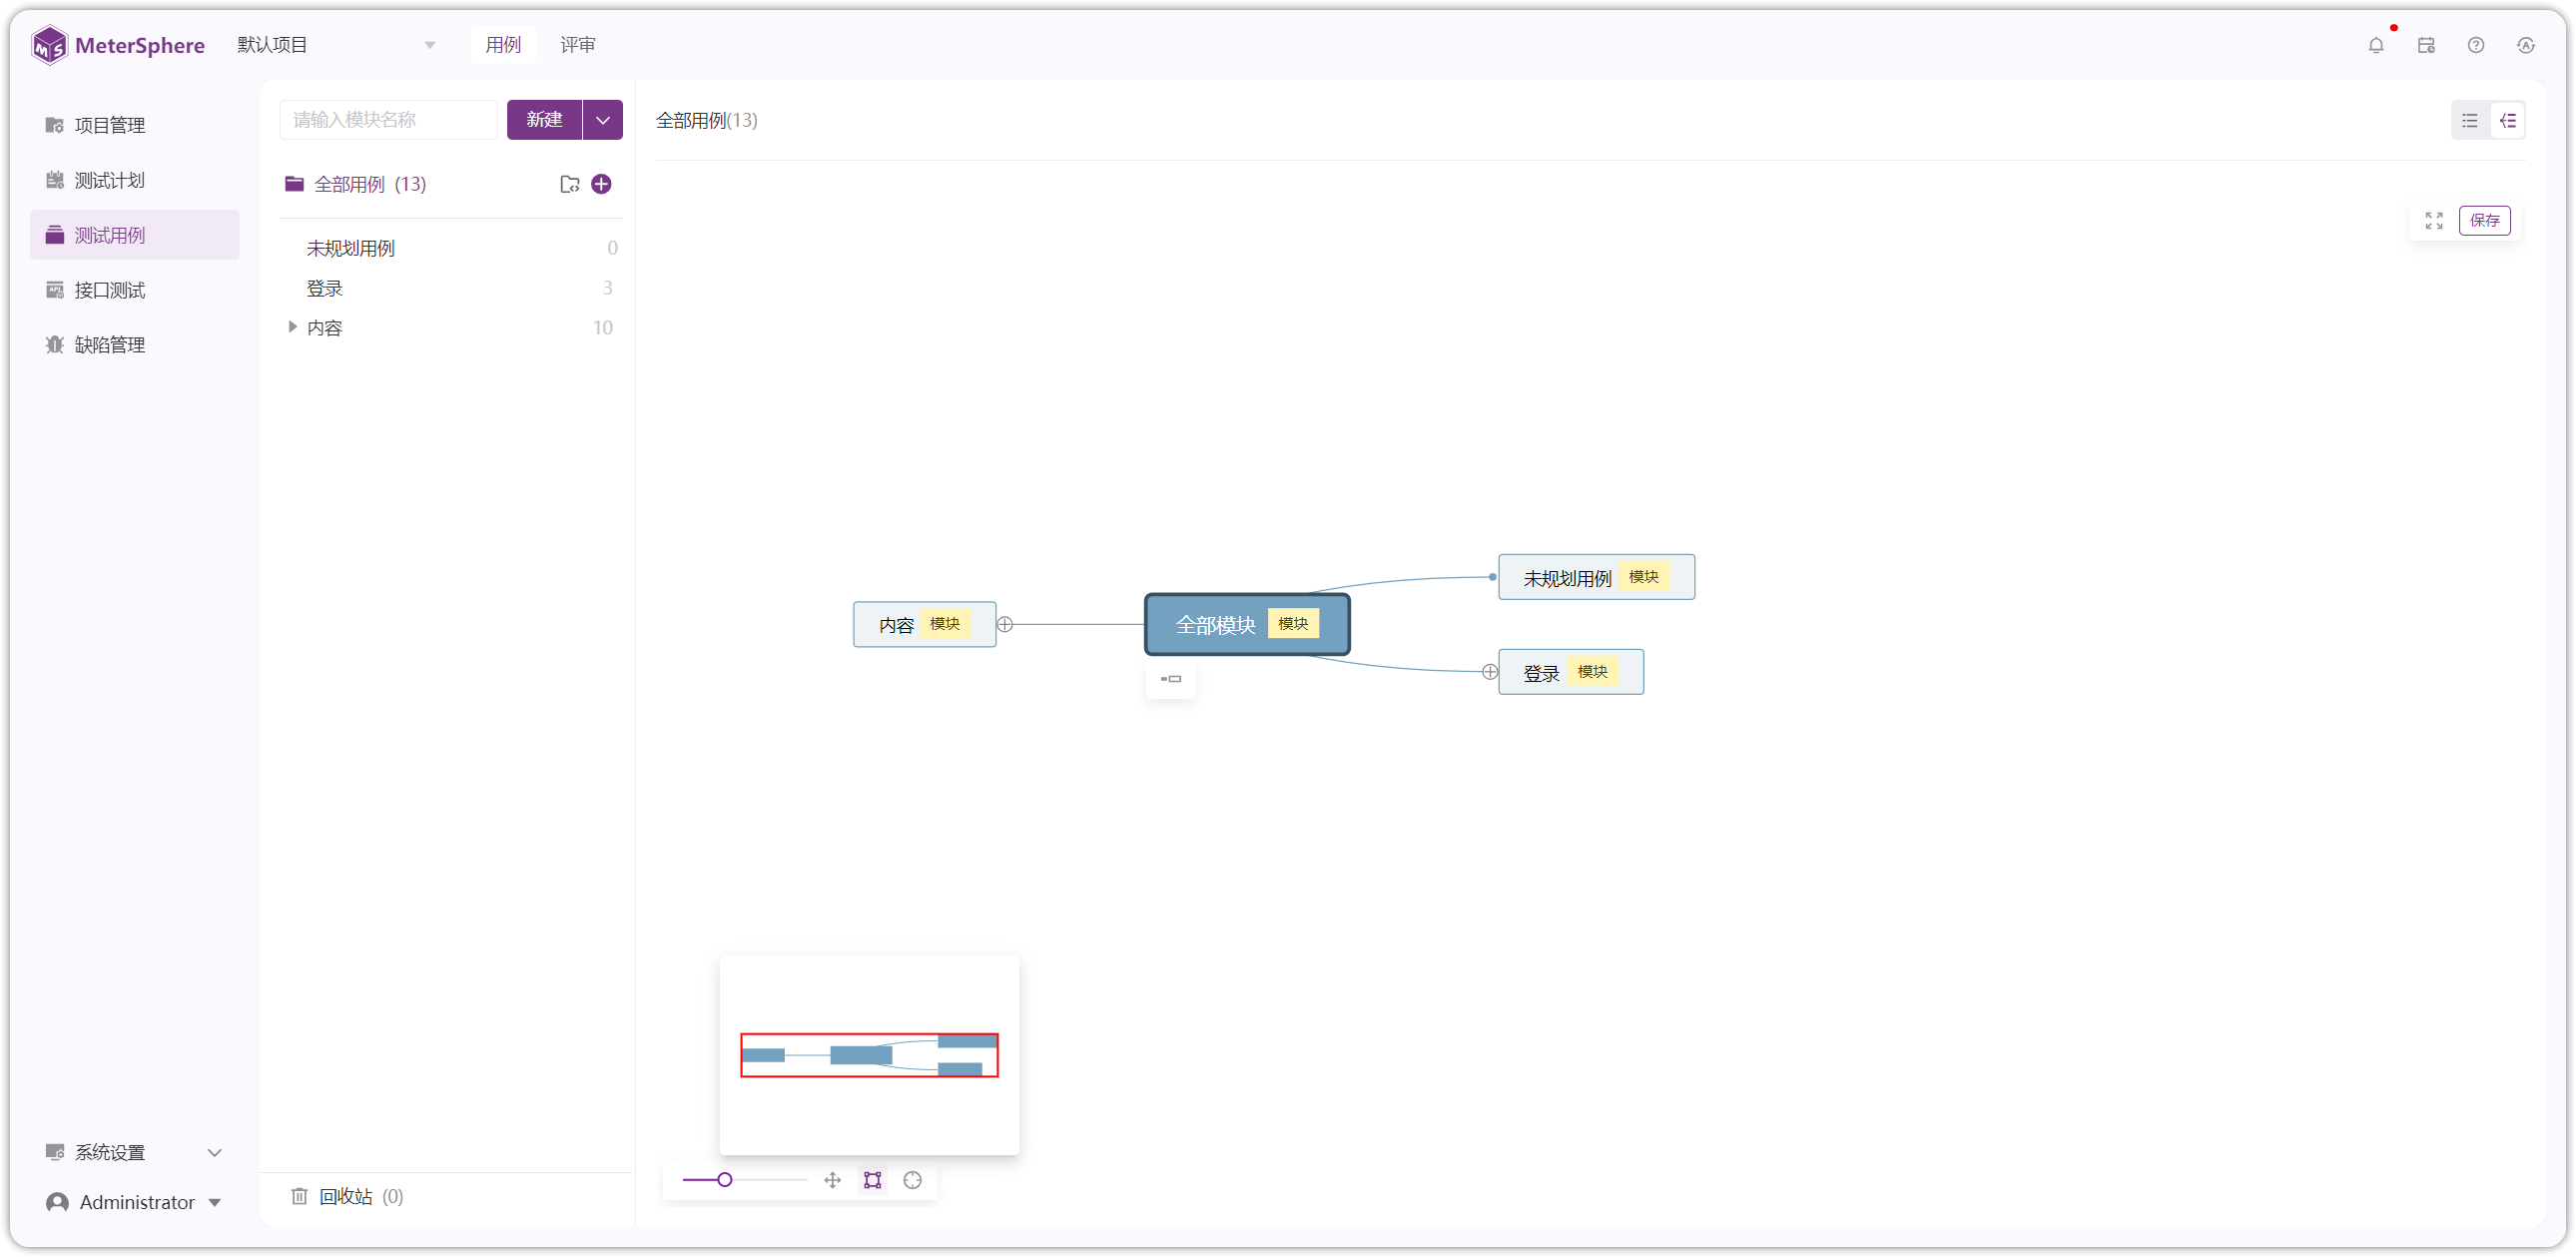 MeterSphere
默认项目
用例
评审
项目管理
测试计划
测试用例
接口测试
缺陷管理
系统设置
Administrator
请输入模块名称
新建
全部用例 (13)
未规划用例 0
登录 3
内容 10
回收站 (0)
全部用例(13)
保存
内容 模块
全部模块 模块
未规划用例 模块
登录 模块